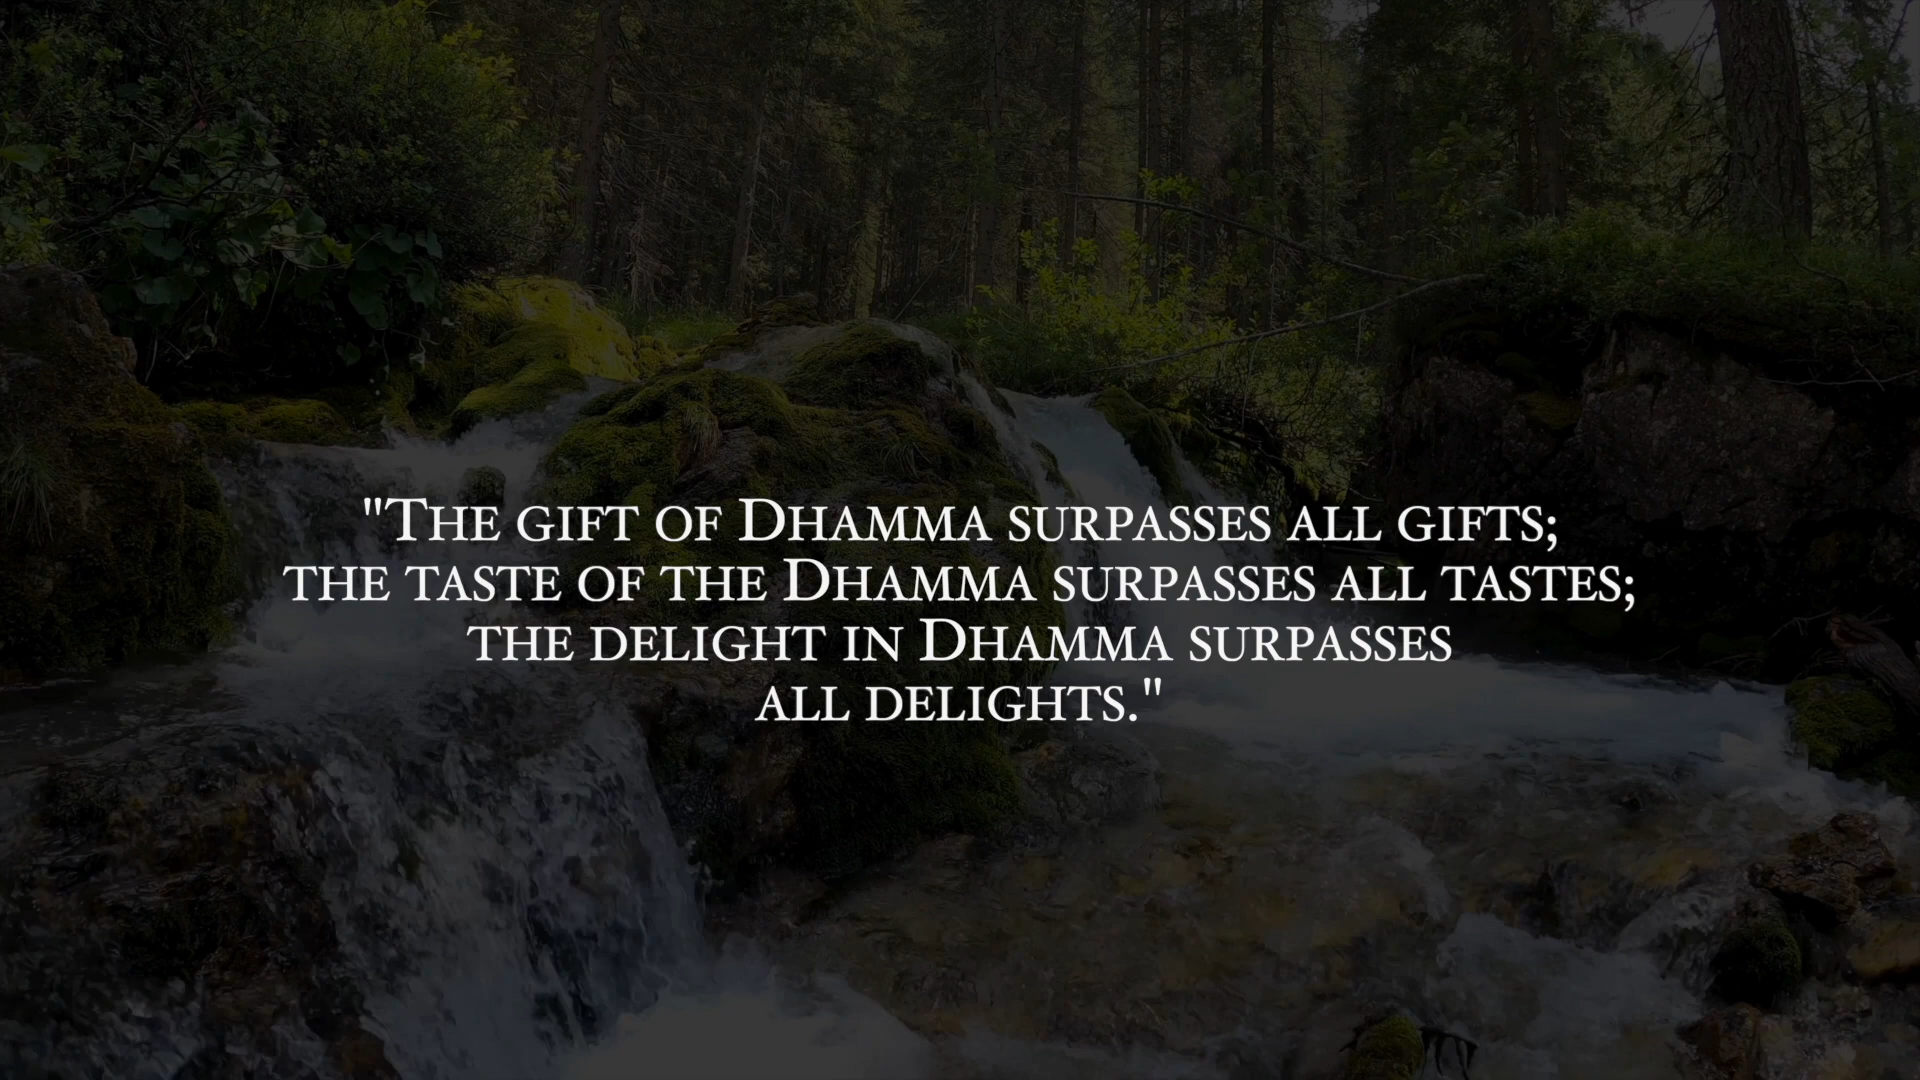 "The gift of Dhamma surpasses all gifts;
the taste of the Dhamma surpasses all tastes;
the delight in Dhamma surpasses
all delights."